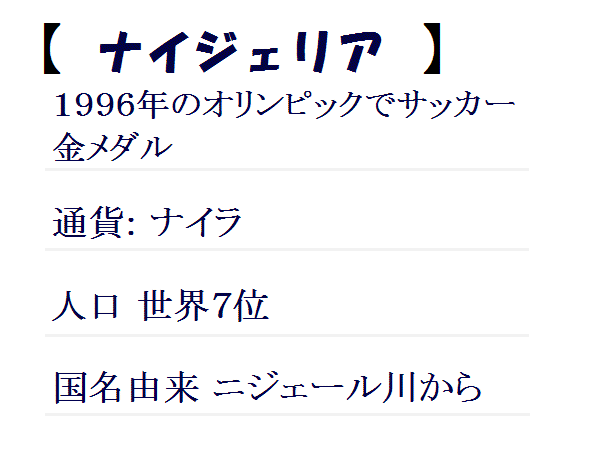 【 ナイジェリア 】
1996年のオリンピックでサッカー
金メダル
通貨: ナイラ
人口 世界7位
国名由来 ニジェール川から